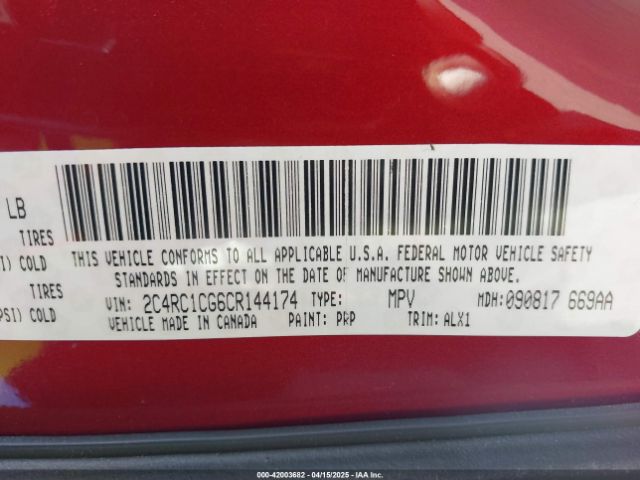 LB
TIRES
I) COLD
TIRES
PSI) COLD
THIS VEHICLE CONFORMS TO ALL APPLICABLE U.S.A. FEDERAL MOTOR VEHICLE SAFETY
STANDARDS IN EFFECT ON THE DATE OF MANUFACTURE SHOWN ABOVE.
VIN: 2C4RC1CG6CR144174 TYPE: MPV MDH:090817 669AA
VEHICLE MADE IN CANADA PAINT: PRP TRIM: ALX1
000-42003682 - 04/15/2025 - IAA Inc.